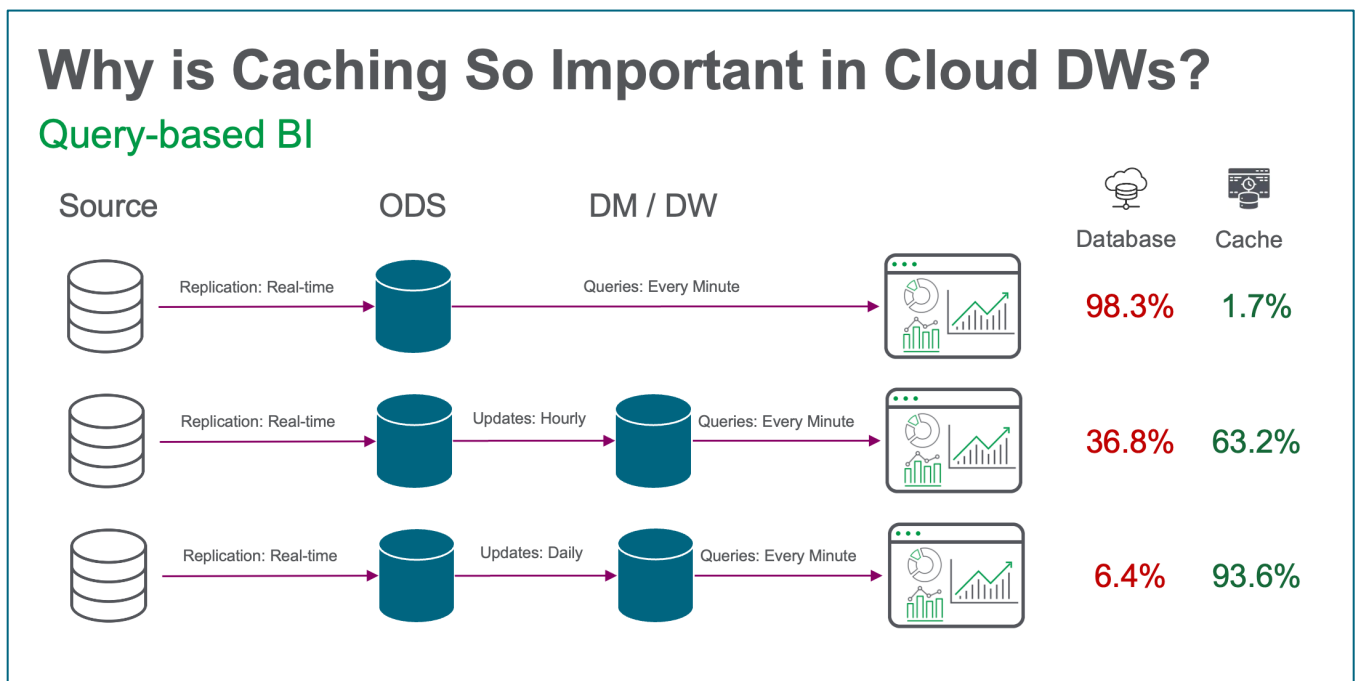 Why is Caching So Important in Cloud DWs?
Query-based BI
Source ODS DM / DW
Database Cache
Replication: Real-time Queries: Every Minute 98.3% 1.7%
Replication: Real-time Updates: Hourly Queries: Every Minute 36.8% 63.2%
Replication: Real-time Updates: Daily Queries: Every Minute 6.4% 93.6%